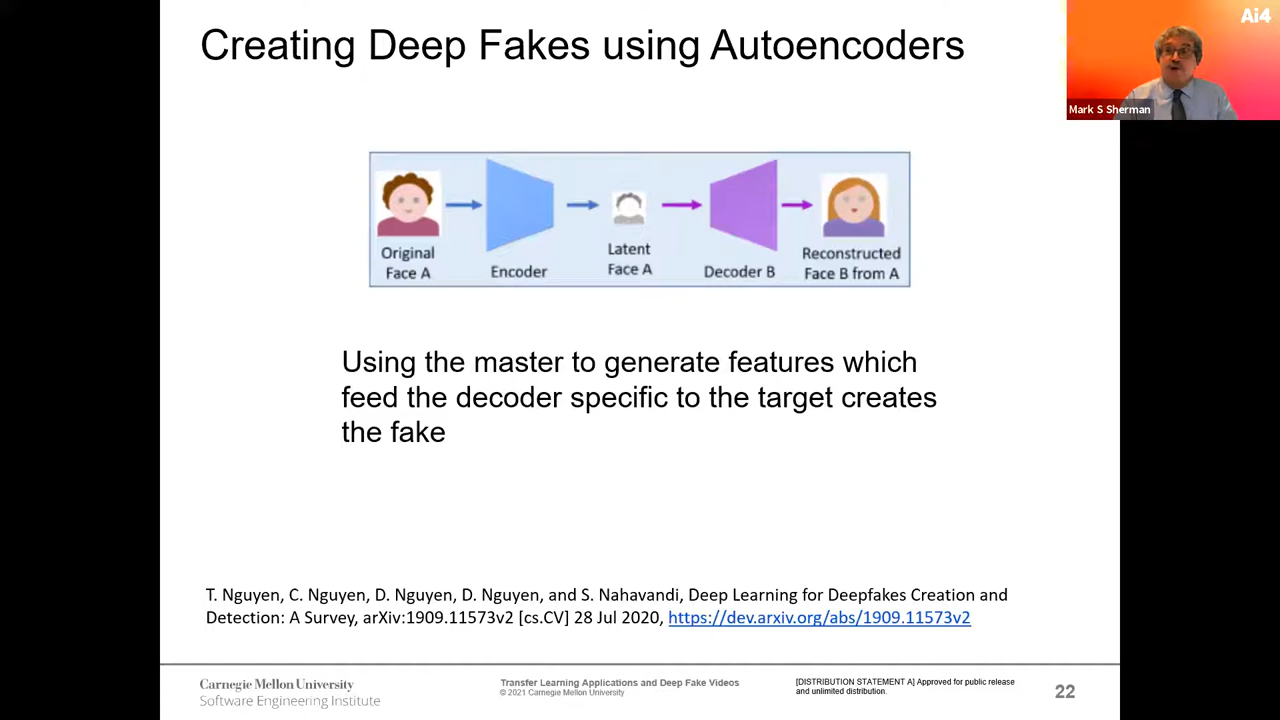 Creating Deep Fakes using Autoencoders
Ai4
Mark S Sherman
Original
Face A
Encoder
Latent
Face A
Decoder B
Reconstructed
Face B from A
Using the master to generate features which
feed the decoder specific to the target creates
the fake
T. Nguyen, C. Nguyen, D. Nguyen, D. Nguyen, and S. Nahavandi, Deep Learning for Deepfakes Creation and
Detection: A Survey, arXiv:1909.11573v2 [cs.CV] 28 Jul 2020, https://dev.arxiv.org/abs/1909.11573v2
Carnegie Mellon University
Software Engineering Institute
Transfer Learning Applications and Deep Fake Videos
© 2021 Carnegie Mellon University
[DISTRIBUTION STATEMENT A] Approved for public release
and unlimited distribution.
22